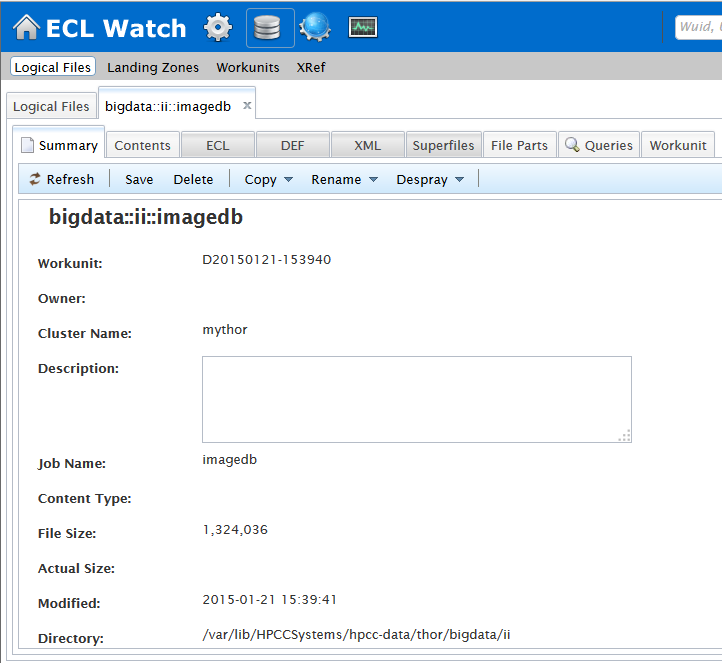 ECL Watch
Wuid,
Logical Files Landing Zones Workunits XRef
Logical Files bigdata::ii::imagedb x
Summary Contents ECL DEF XML Superfiles File Parts Queries Workunit
Refresh Save Delete Copy Rename Despray
bigdata::ii::imagedb
Workunit: D20150121-153940
Owner:
Cluster Name: mythor
Description:
Job Name: imagedb
Content Type:
File Size: 1,324,036
Actual Size:
Modified: 2015-01-21 15:39:41
Directory: /var/lib/HPCCSystems/hpcc-data/thor/bigdata/ii